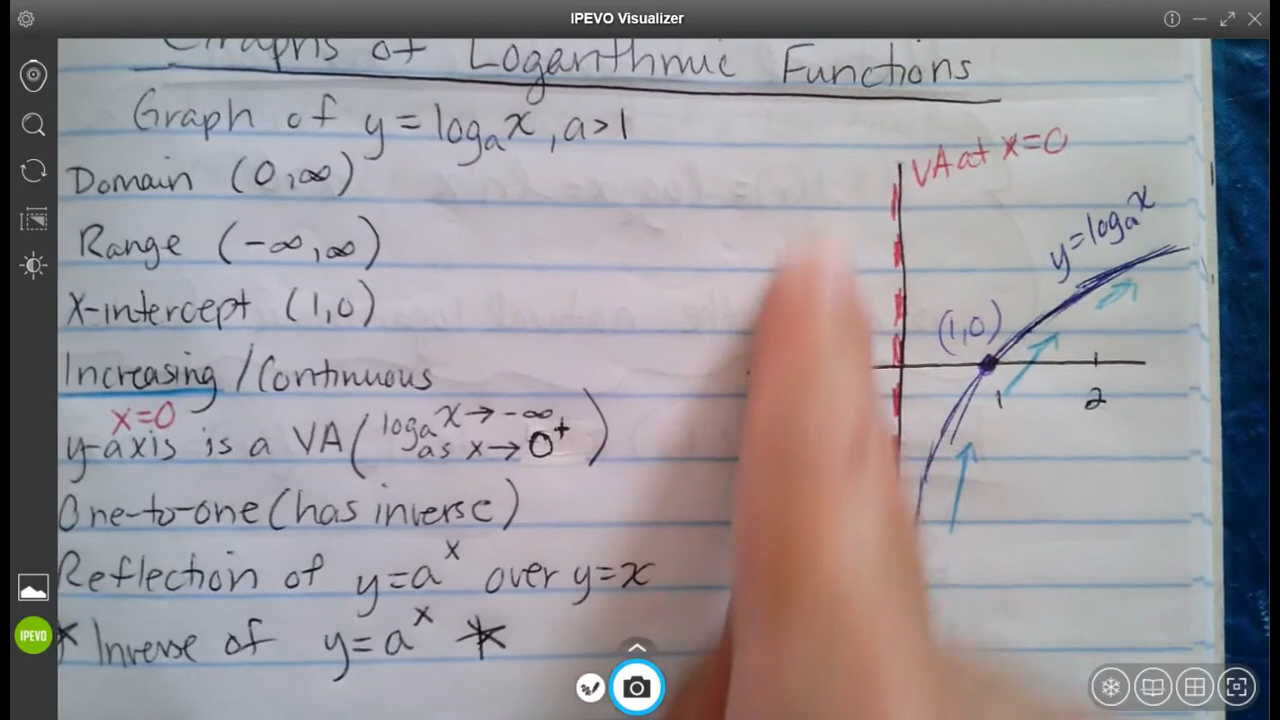 IPEVO Visualizer
Graphs of Logarithmic Functions
Graph of y=logₐx, a>1
Domain (0,∞)
Range (-∞,∞)
X-intercept (1,0)
Increasing/Continuous
x=0
y-axis is a VA (logₐx→-∞
as x→0⁺)
One-to-one (has inverse)
Reflection of y=aˣ over y=x
* Inverse of y=aˣ *
VA at x=0
y=logₐx
(1,0)
1 2
IPEVO